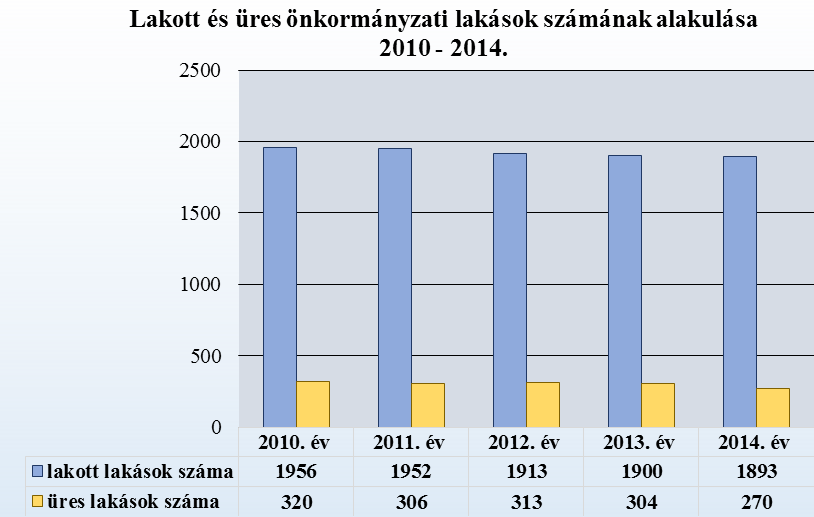 Lakott és üres önkormányzati lakások számának alakulása
2010 - 2014.
2500
2000
1500
1000
500
0
2010. év 2011. év 2012. év 2013. év 2014. év
lakott lakások száma 1956 1952 1913 1900 1893
üres lakások száma 320 306 313 304 270